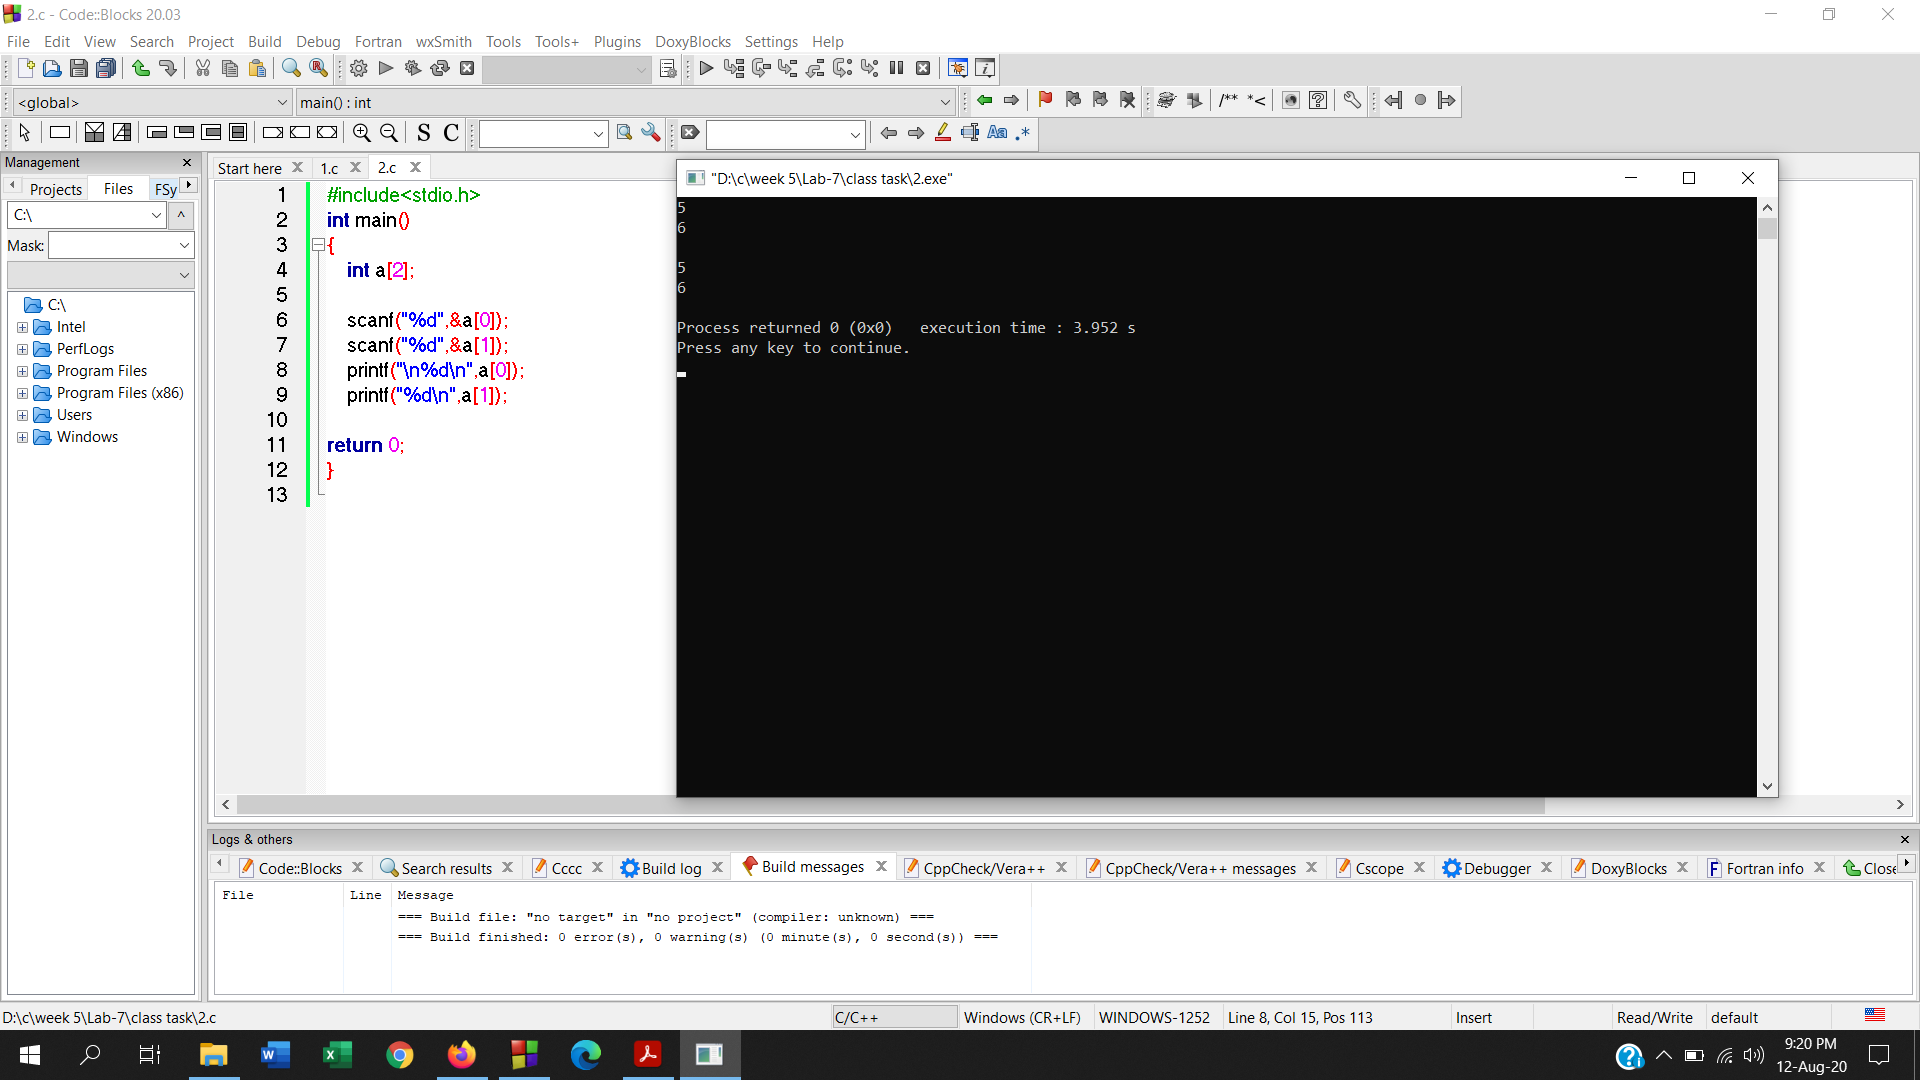 2.c - Code::Blocks 20.03
File Edit View Search Project Build Debug Fortran wxSmith Tools Tools+ Plugins DoxyBlocks Settings Help
<global> main() : int
/** *<
S C Aa .*
Management
Projects Files FSy
C:\ ^
Mask:
C:\
Intel
PerfLogs
Program Files
Program Files (x86)
Users
Windows
Start here 1.c 2.c
1 #include<stdio.h>
2 int main()
3 {
4 int a[2];
5
6 scanf("%d",&a[0]);
7 scanf("%d",&a[1]);
8 printf("\n%d\n",a[0]);
9 printf("%d\n",a[1]);
10
11 return 0;
12 }
13
"D:\c\week 5\Lab-7\class task\2.exe"
5
6
5
6
Process returned 0 (0x0)   execution time : 3.952 s
Press any key to continue.
Logs & others
Code::Blocks Search results Cccc Build log Build messages CppCheck/Vera++ CppCheck/Vera++ messages Cscope Debugger DoxyBlocks Fortran info Close
File Line Message
=== Build file: "no target" in "no project" (compiler: unknown) ===
=== Build finished: 0 error(s), 0 warning(s) (0 minute(s), 0 second(s)) ===
D:\c\week 5\Lab-7\class task\2.c C/C++ Windows (CR+LF) WINDOWS-1252 Line 8, Col 15, Pos 113 Insert Read/Write default
9:20 PM
12-Aug-20